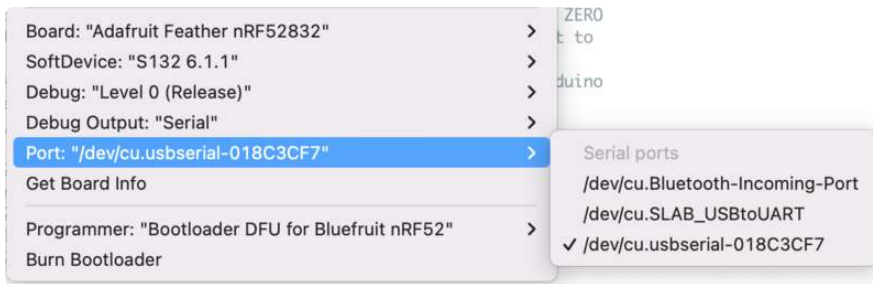 ZERO
Board: "Adafruit Feather nRF52832"
t to
SoftDevice: "S132 6.1.1"
Debug: "Level 0 (Release)"
duino
Debug Output: "Serial"
Port: "/dev/cu.usbserial-018C3CF7"
Get Board Info
Programmer: "Bootloader DFU for Bluefruit nRF52"
Burn Bootloader
Serial ports
/dev/cu.Bluetooth-Incoming-Port
/dev/cu.SLAB_USBtoUART
✓ /dev/cu.usbserial-018C3CF7